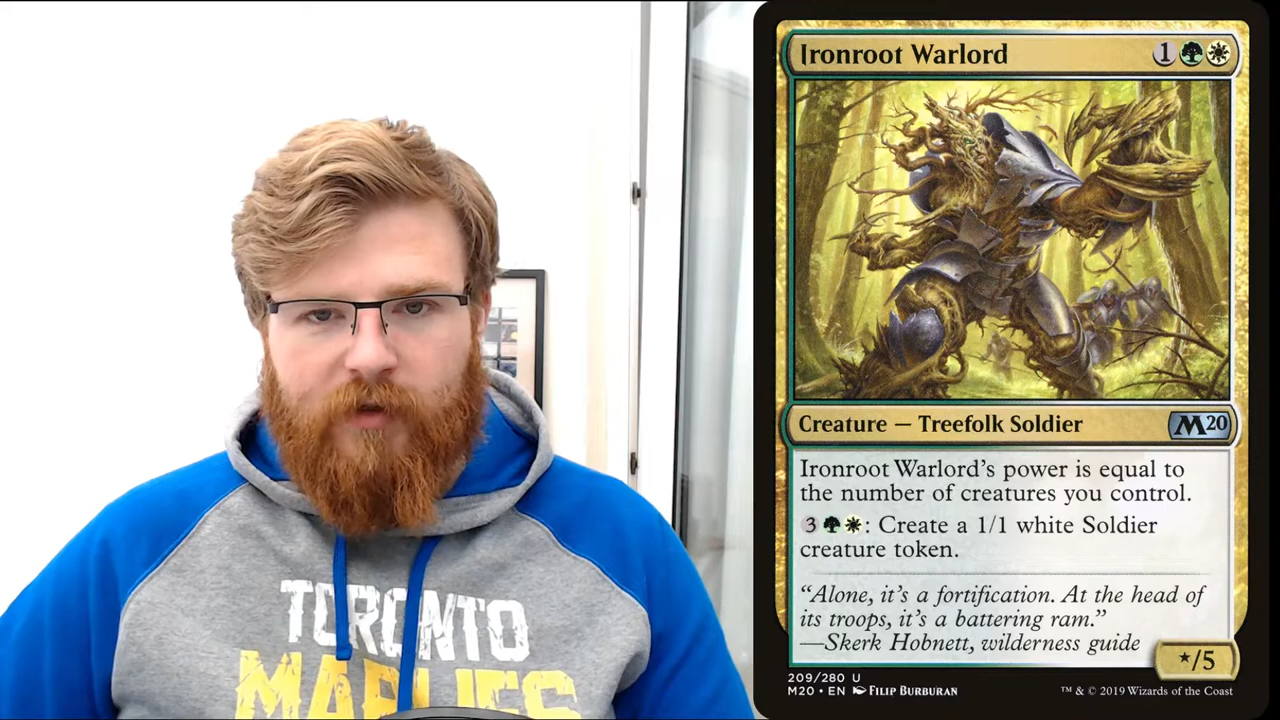 TORONTO
Ironroot Warlord 1
Creature — Treefolk Soldier M20
Ironroot Warlord's power is equal to
the number of creatures you control.
3 : Create a 1/1 white Soldier
creature token.
“Alone, it's a fortification. At the head of
its troops, it's a battering ram.”
—Skerk Hobnett, wilderness guide
★/5
209/280 U
M20 • EN Filip Burburan
™ & © 2019 Wizards of the Coast